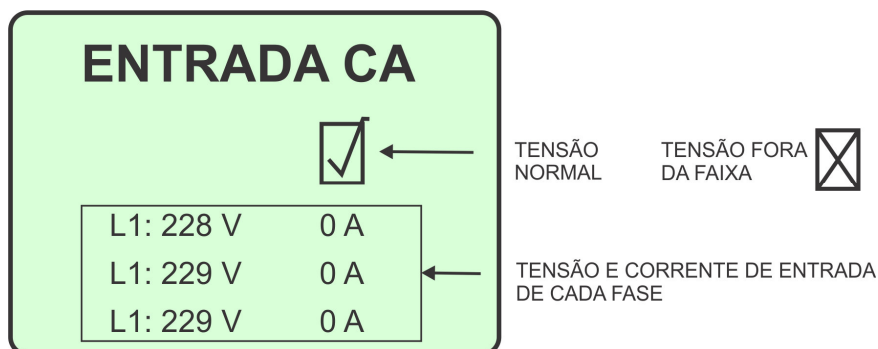 ENTRADA CA
TENSÃO
NORMAL
TENSÃO FORA
DA FAIXA
L1: 228 V 0 A
L1: 229 V 0 A
L1: 229 V 0 A
TENSÃO E CORRENTE DE ENTRADA
DE CADA FASE